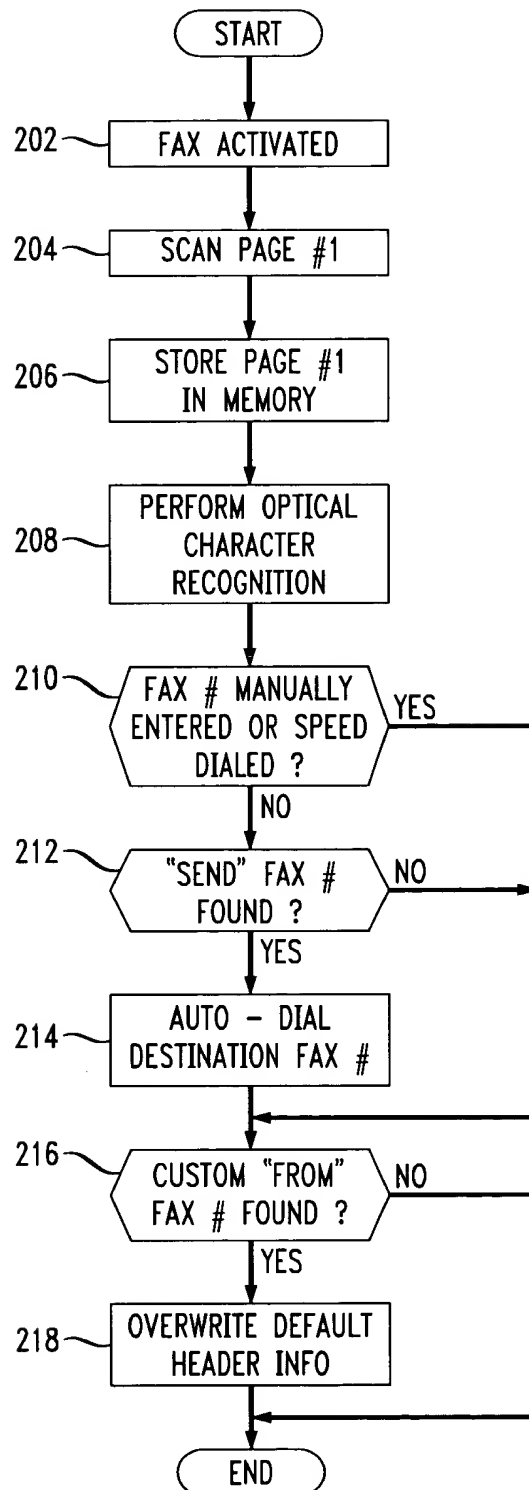 START
202
FAX ACTIVATED
204
SCAN PAGE #1
206
STORE PAGE #1
IN MEMORY
208
PERFORM OPTICAL
CHARACTER
RECOGNITION
210
FAX # MANUALLY
ENTERED OR SPEED
DIALED ?
YES
NO
212
"SEND" FAX #
FOUND ?
NO
YES
214
AUTO - DIAL
DESTINATION FAX #
216
CUSTOM "FROM"
FAX # FOUND ?
NO
YES
218
OVERWRITE DEFAULT
HEADER INFO
END